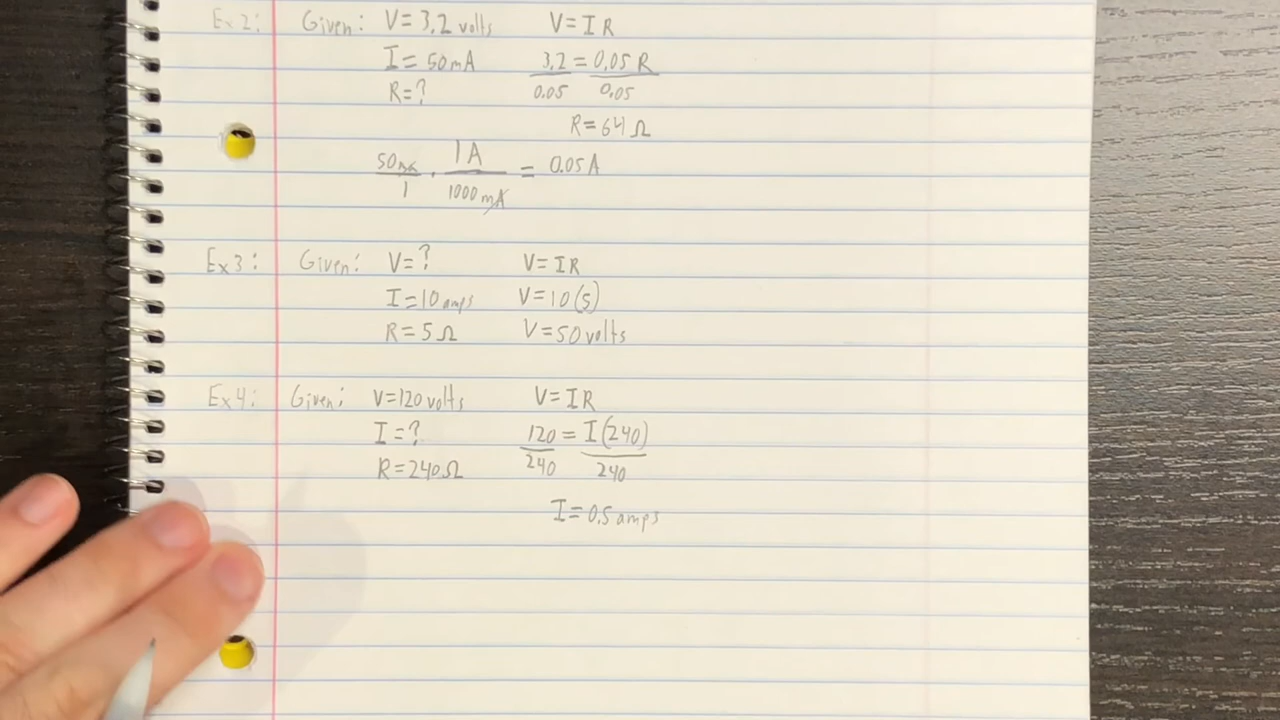 Ex 2: Given: V = 3.2 volts V = I R
I = 50 mA 3.2 = 0.05 R
R = ? 0.05 0.05
R = 64 Ω
50 mA 1 A = 0.05 A
1 · 1000 mA
Ex 3: Given: V = ? V = IR
I = 10 amps V = 10(5)
R = 5 Ω V = 50 volts
Ex 4: Given: V = 120 volts V = IR
I = ? 120 = I(240)
R = 240 Ω 240 240
I = 0.5 amps